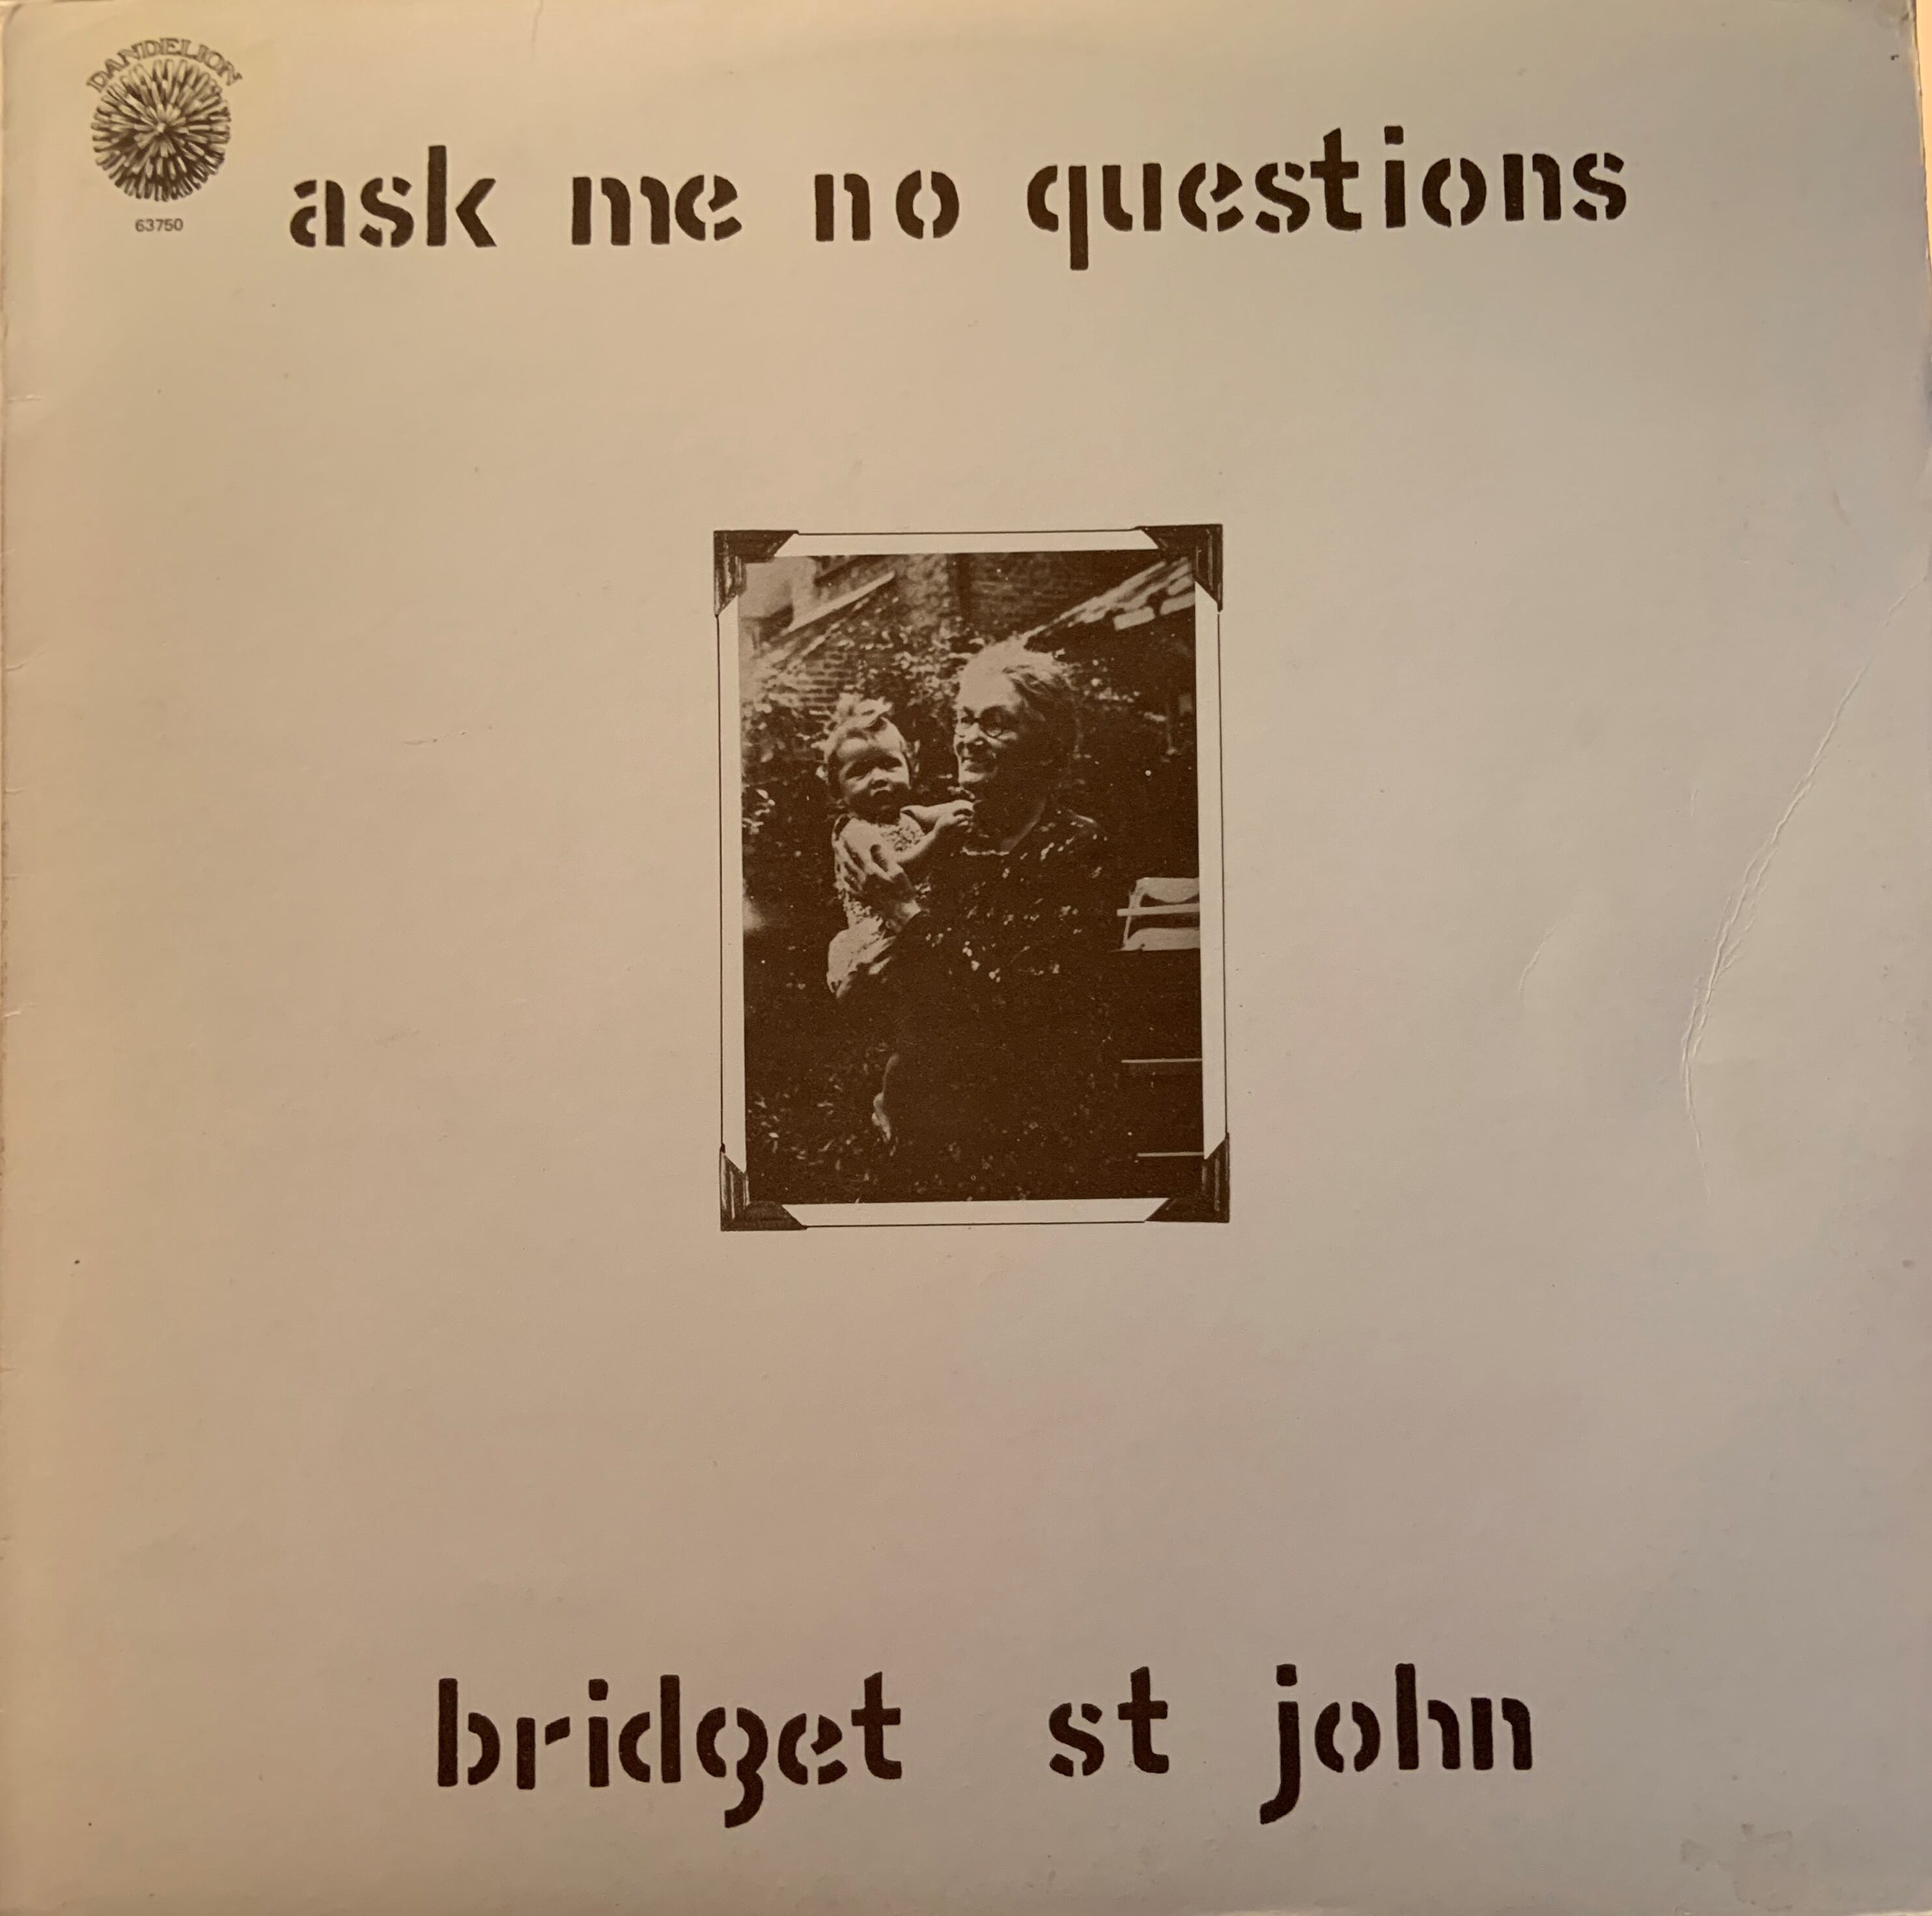 DANDELION
63750
ask me no questions
bridget st john